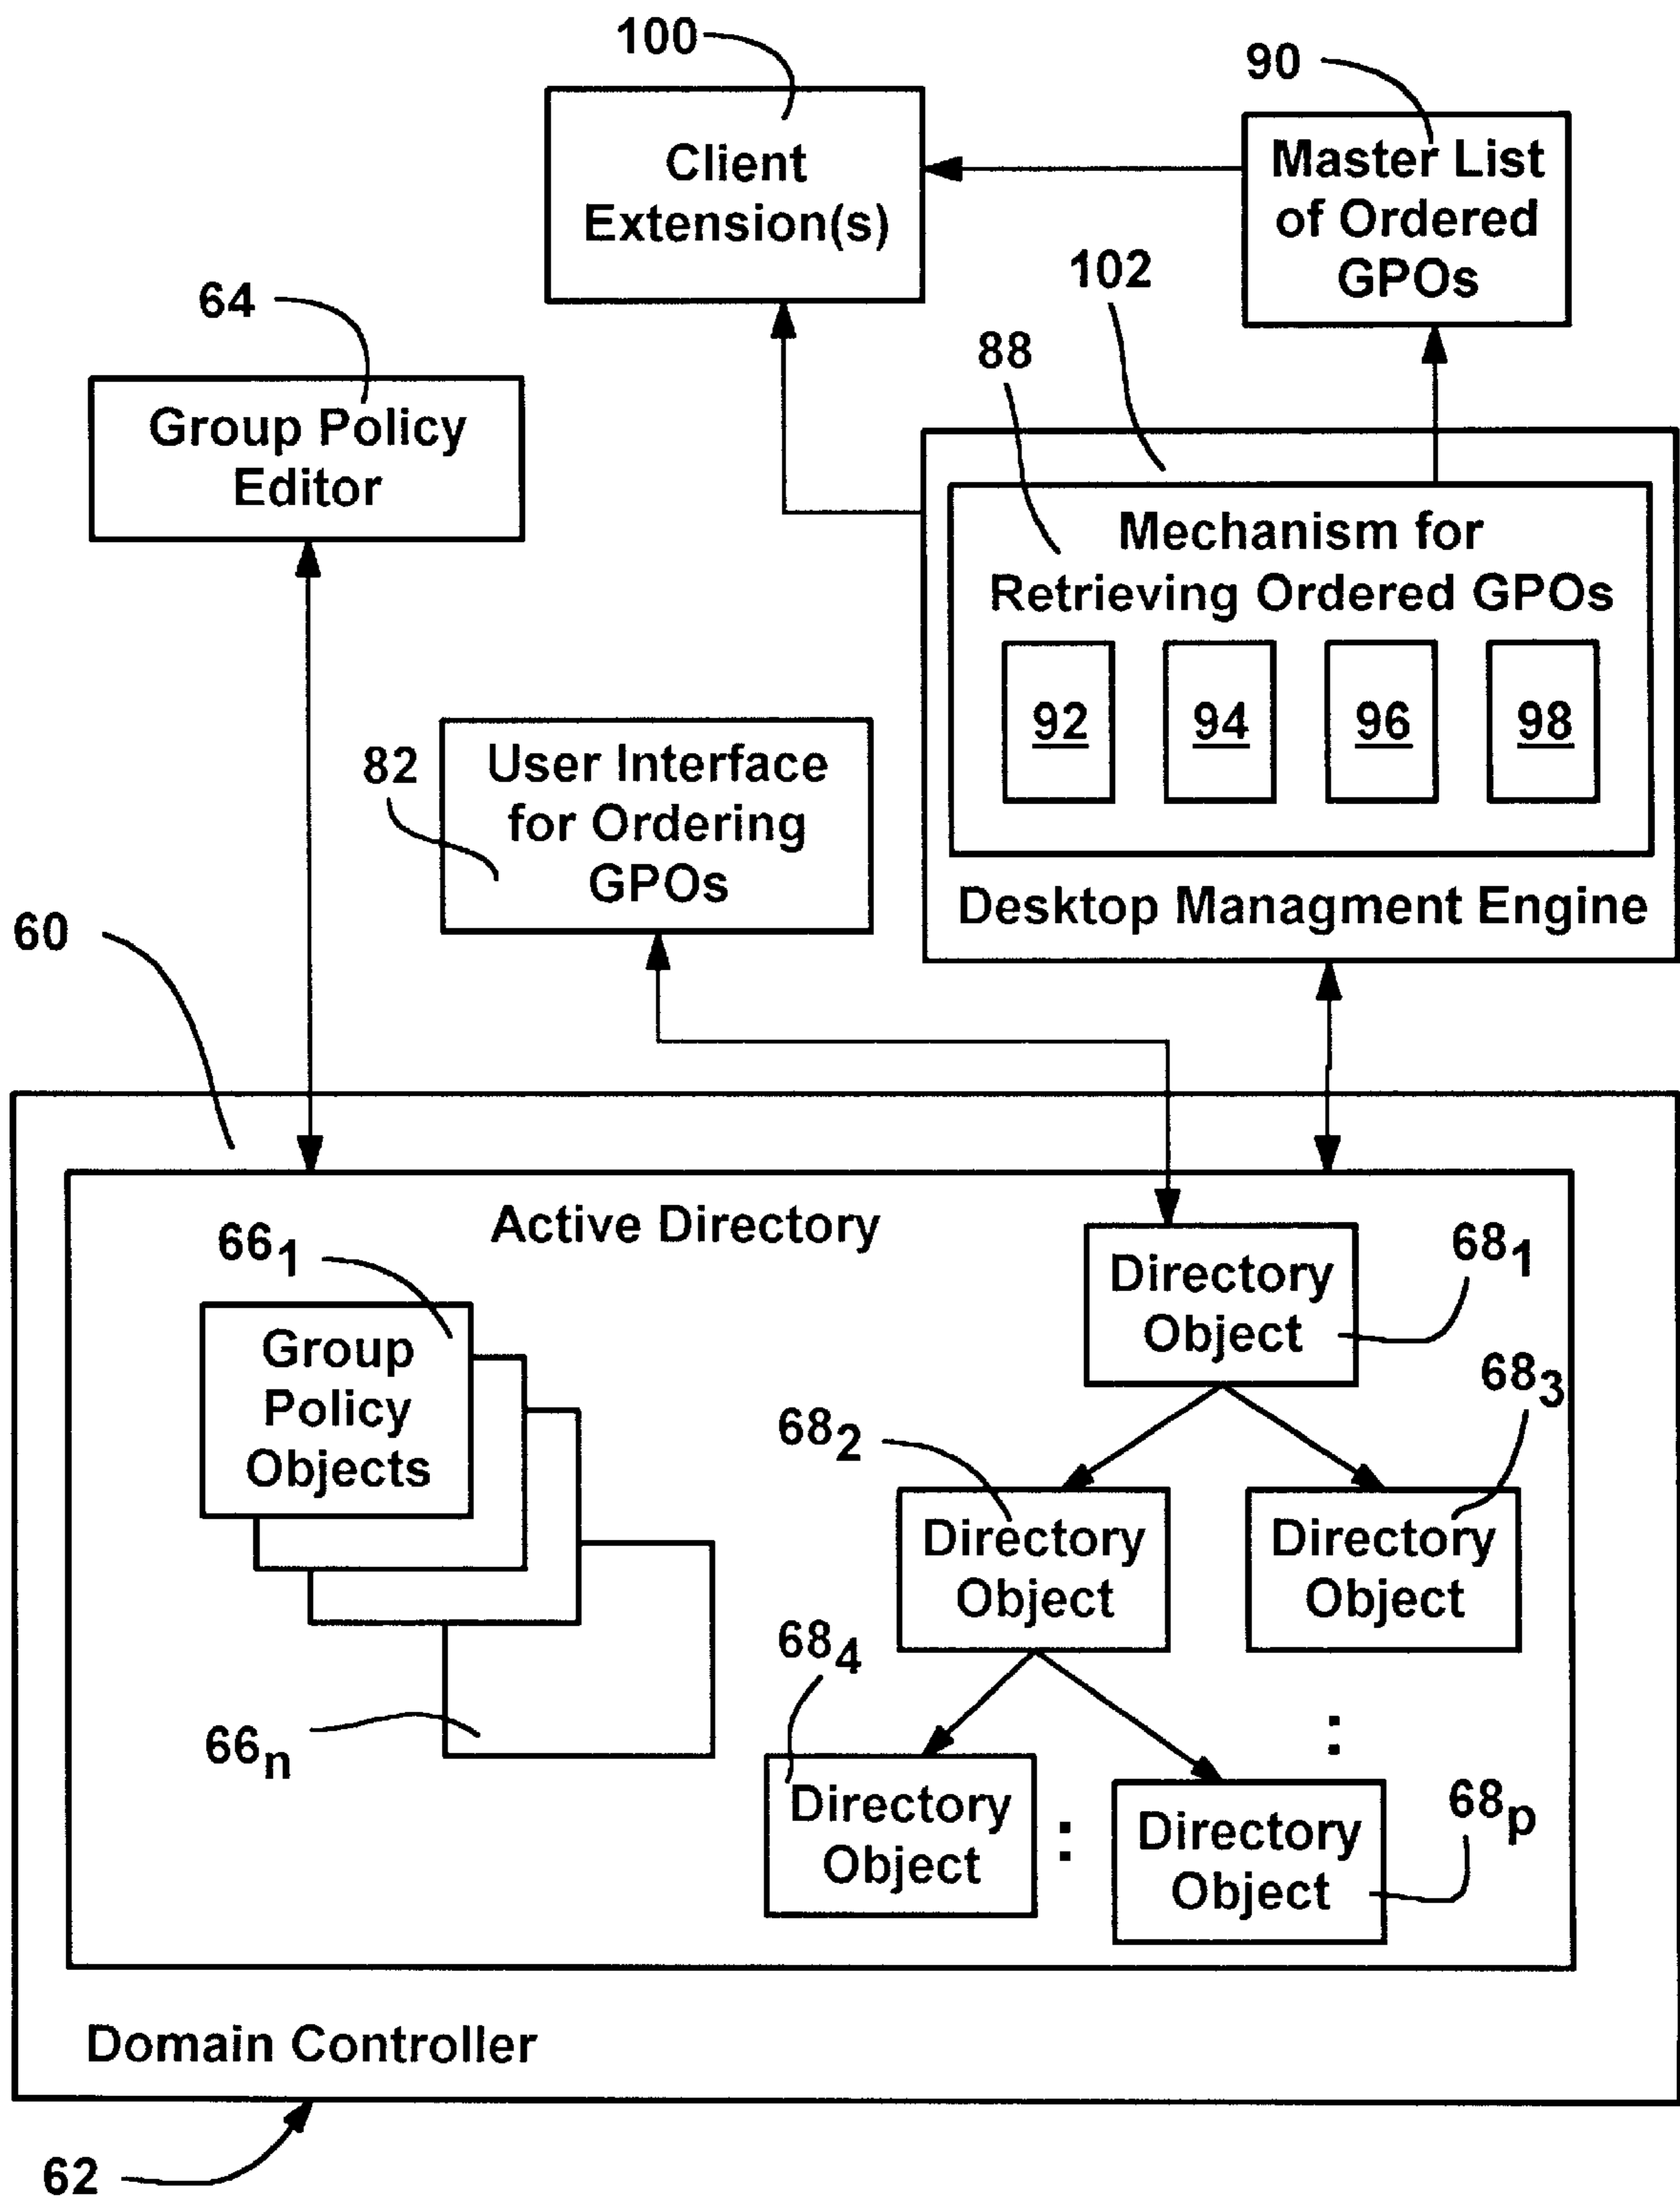 100
90
Client
Extension(s)
Master List
of Ordered
GPOs
102
64
88
Group Policy
Editor
Mechanism for
Retrieving Ordered GPOs
92 94 96 98
82
User Interface
for Ordering
GPOs
Desktop Managment Engine
60
Active Directory
66₁
68₁
Directory
Object
Group
Policy
Objects
68₃
68₂
Directory
Object
Directory
Object
68₄
66ₙ
:
Directory
Object
:
68ₚ
Directory
Object
Domain Controller
62